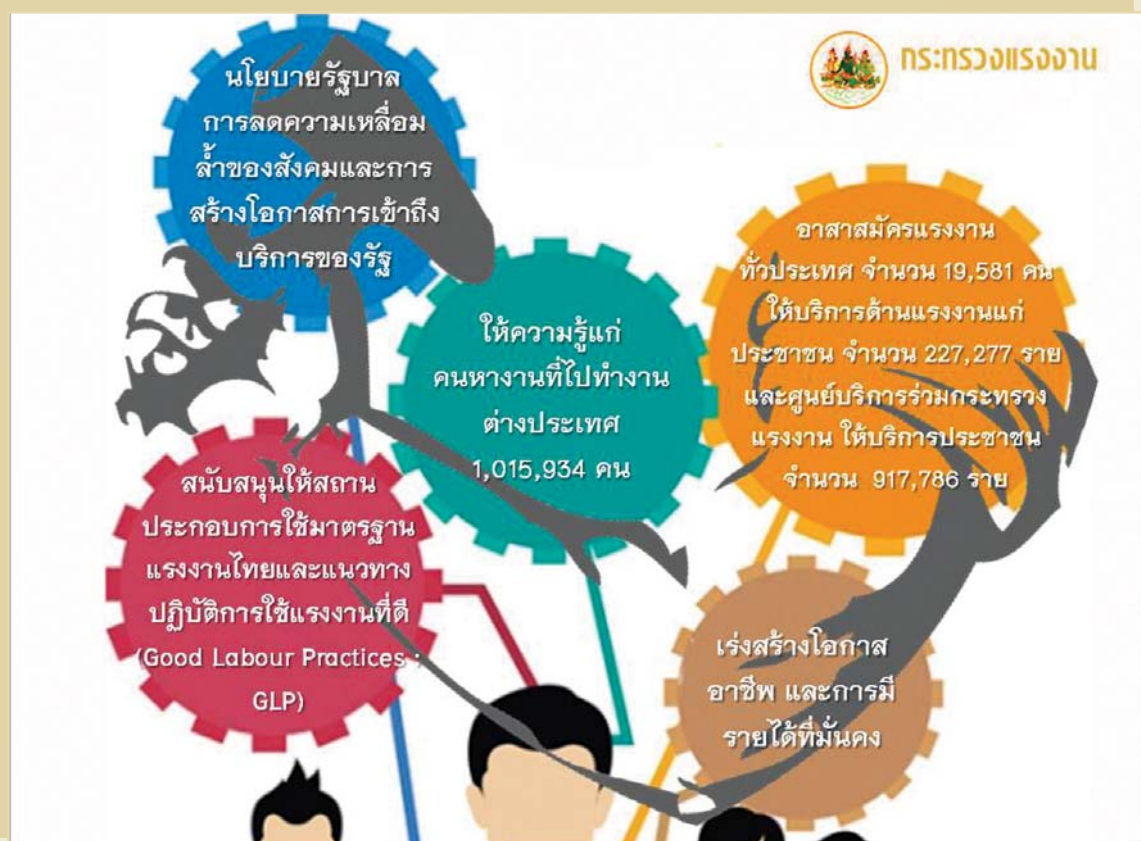 กระทรวงแรงงาน
นโยบายรัฐบาล
การลดความเหลื่อม
ล้ำของสังคมและการ
สร้างโอกาสการเข้าถึง
บริการของรัฐ
ให้ความรู้แก่
คนหางานที่ไปทำงาน
ต่างประเทศ
1,015,934 คน
อาสาสมัครแรงงาน
ทั่วประเทศ จำนวน 19,581 คน
ให้บริการด้านแรงงานแก่
ประชาชน จำนวน 227,277 ราย
และศูนย์บริการร่วมกระทรวง
แรงงาน ให้บริการประชาชน
จำนวน 917,786 ราย
สนับสนุนให้สถาน
ประกอบการใช้มาตรฐาน
แรงงานไทยและแนวทาง
ปฏิบัติการใช้แรงงานที่ดี
(Good Labour Practices :
GLP)
เร่งสร้างโอกาส
อาชีพ และการมี
รายได้ที่มั่นคง